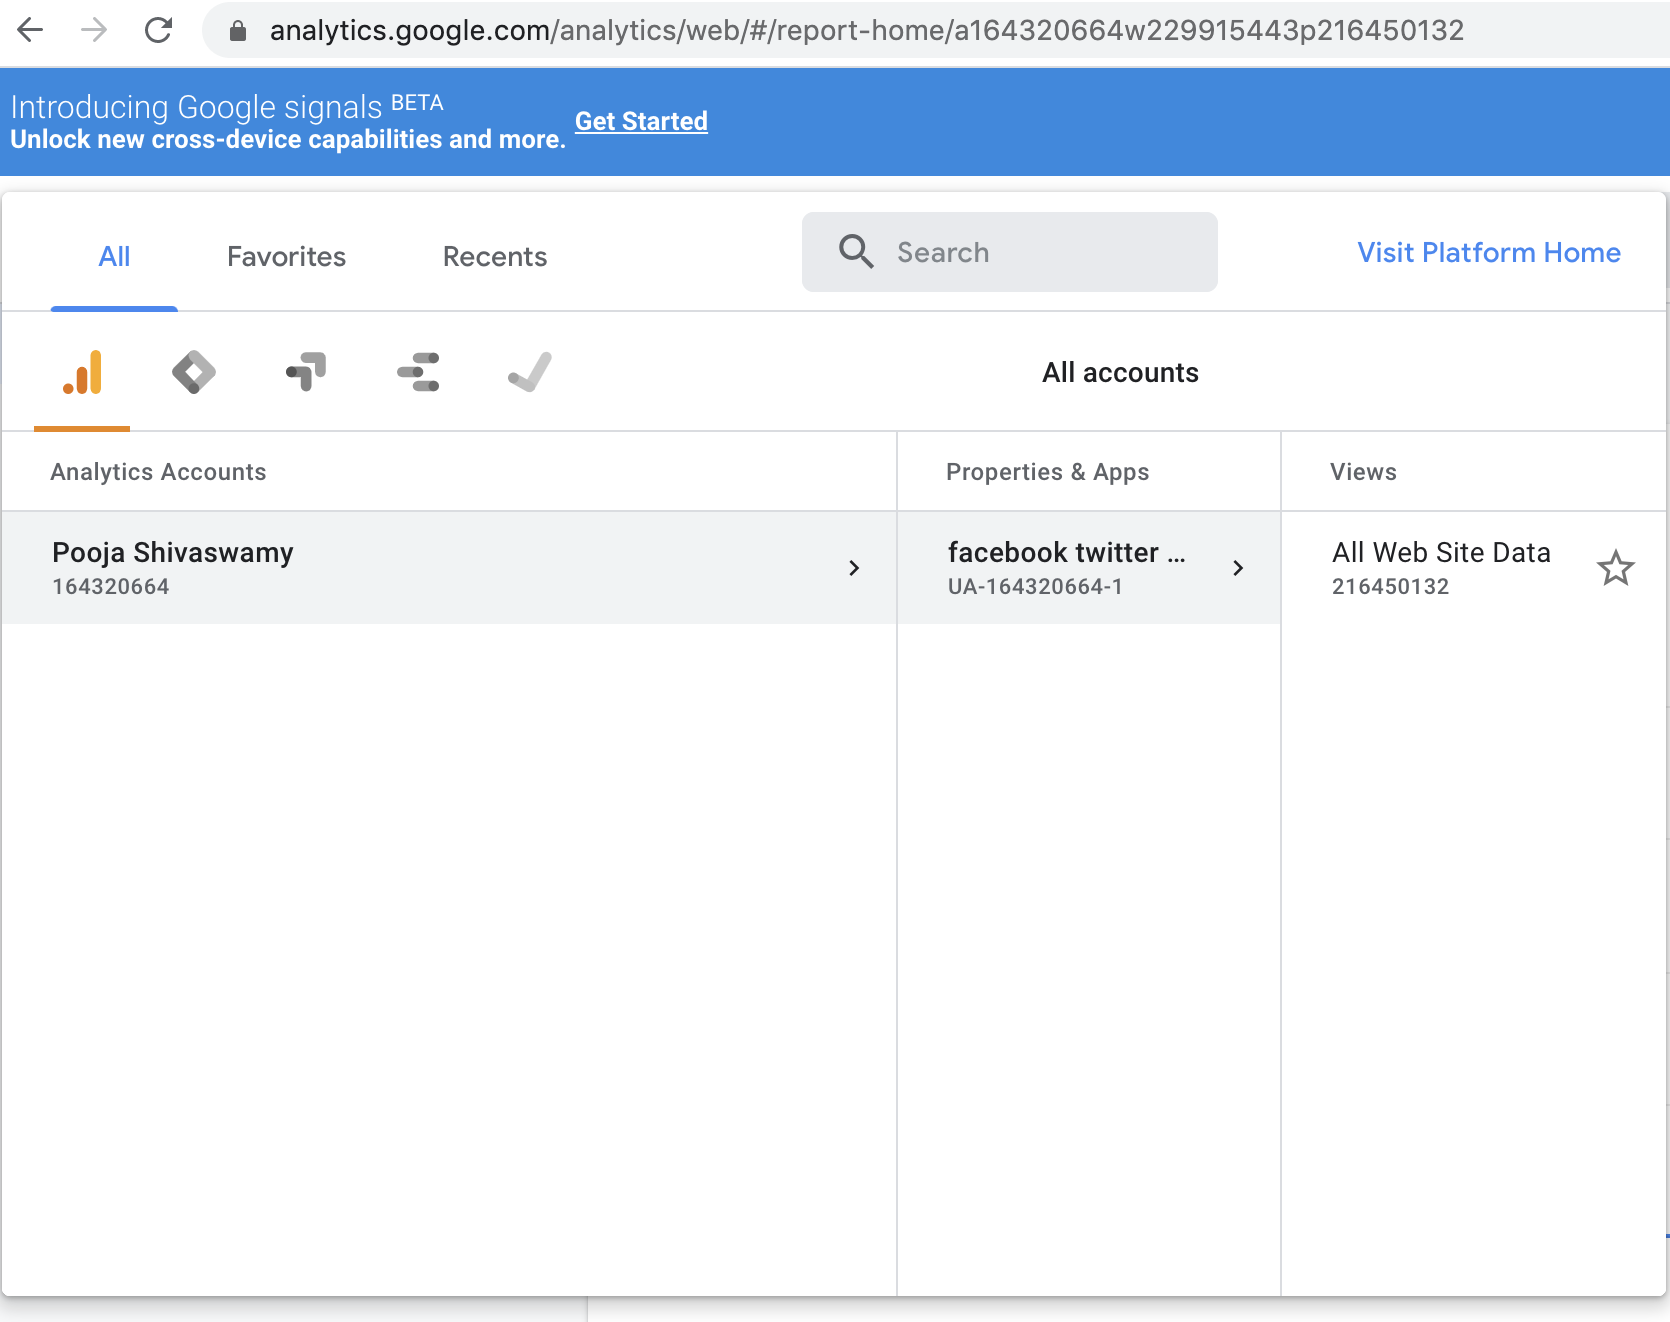 analytics.google.com/analytics/web/#/report-home/a164320664w229915443p216450132
Introducing Google signals BETA
Unlock new cross-device capabilities and more.
Get Started
All
Favorites
Recents
Search
Visit Platform Home
All accounts
Analytics Accounts
Properties & Apps
Views
Pooja Shivaswamy
164320664
facebook twitter ...
UA-164320664-1
All Web Site Data
216450132